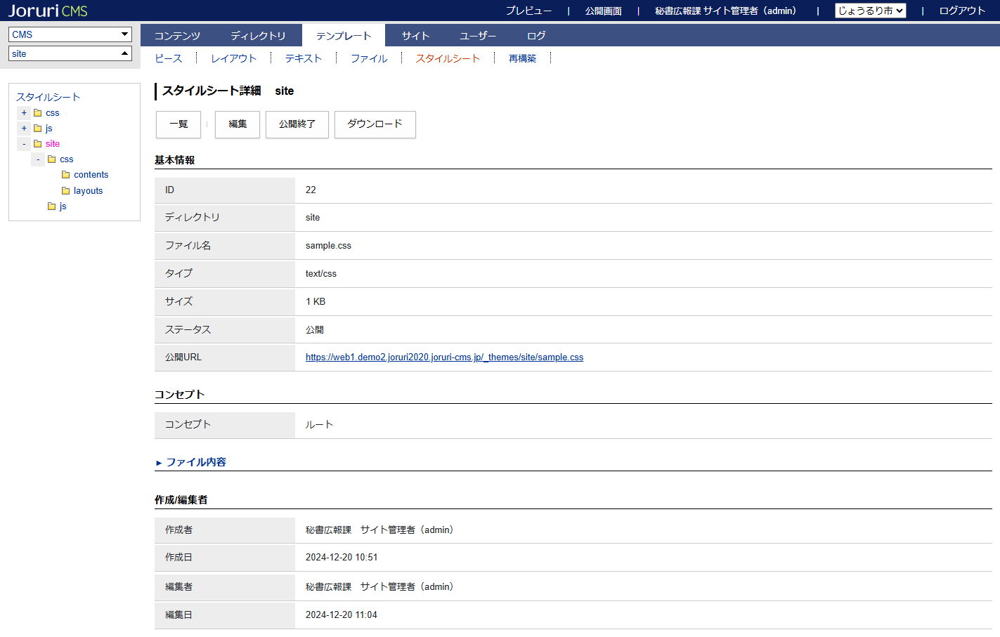 Joruri CMS
プレビュー | 公開画面 | 秘書広報課 サイト管理者（admin） | じょうるり市 | ログアウト
CMS
site
コンテンツ ディレクトリ テンプレート サイト ユーザー ログ
ピース レイアウト テキスト ファイル スタイルシート 再構築
スタイルシート
+ css
+ js
- site
- css
contents
layouts
js
スタイルシート詳細 site
一覧 編集 公開終了 ダウンロード
基本情報
ID 22
ディレクトリ site
ファイル名 sample.css
タイプ text/css
サイズ 1 KB
ステータス 公開
公開URL https://web1.demo2.joruri2020.joruri-cms.jp/_themes/site/sample.css
コンセプト
コンセプト ルート
► ファイル内容
作成/編集者
作成者 秘書広報課　サイト管理者（admin）
作成日 2024-12-20 10:51
編集者 秘書広報課　サイト管理者（admin）
編集日 2024-12-20 11:04